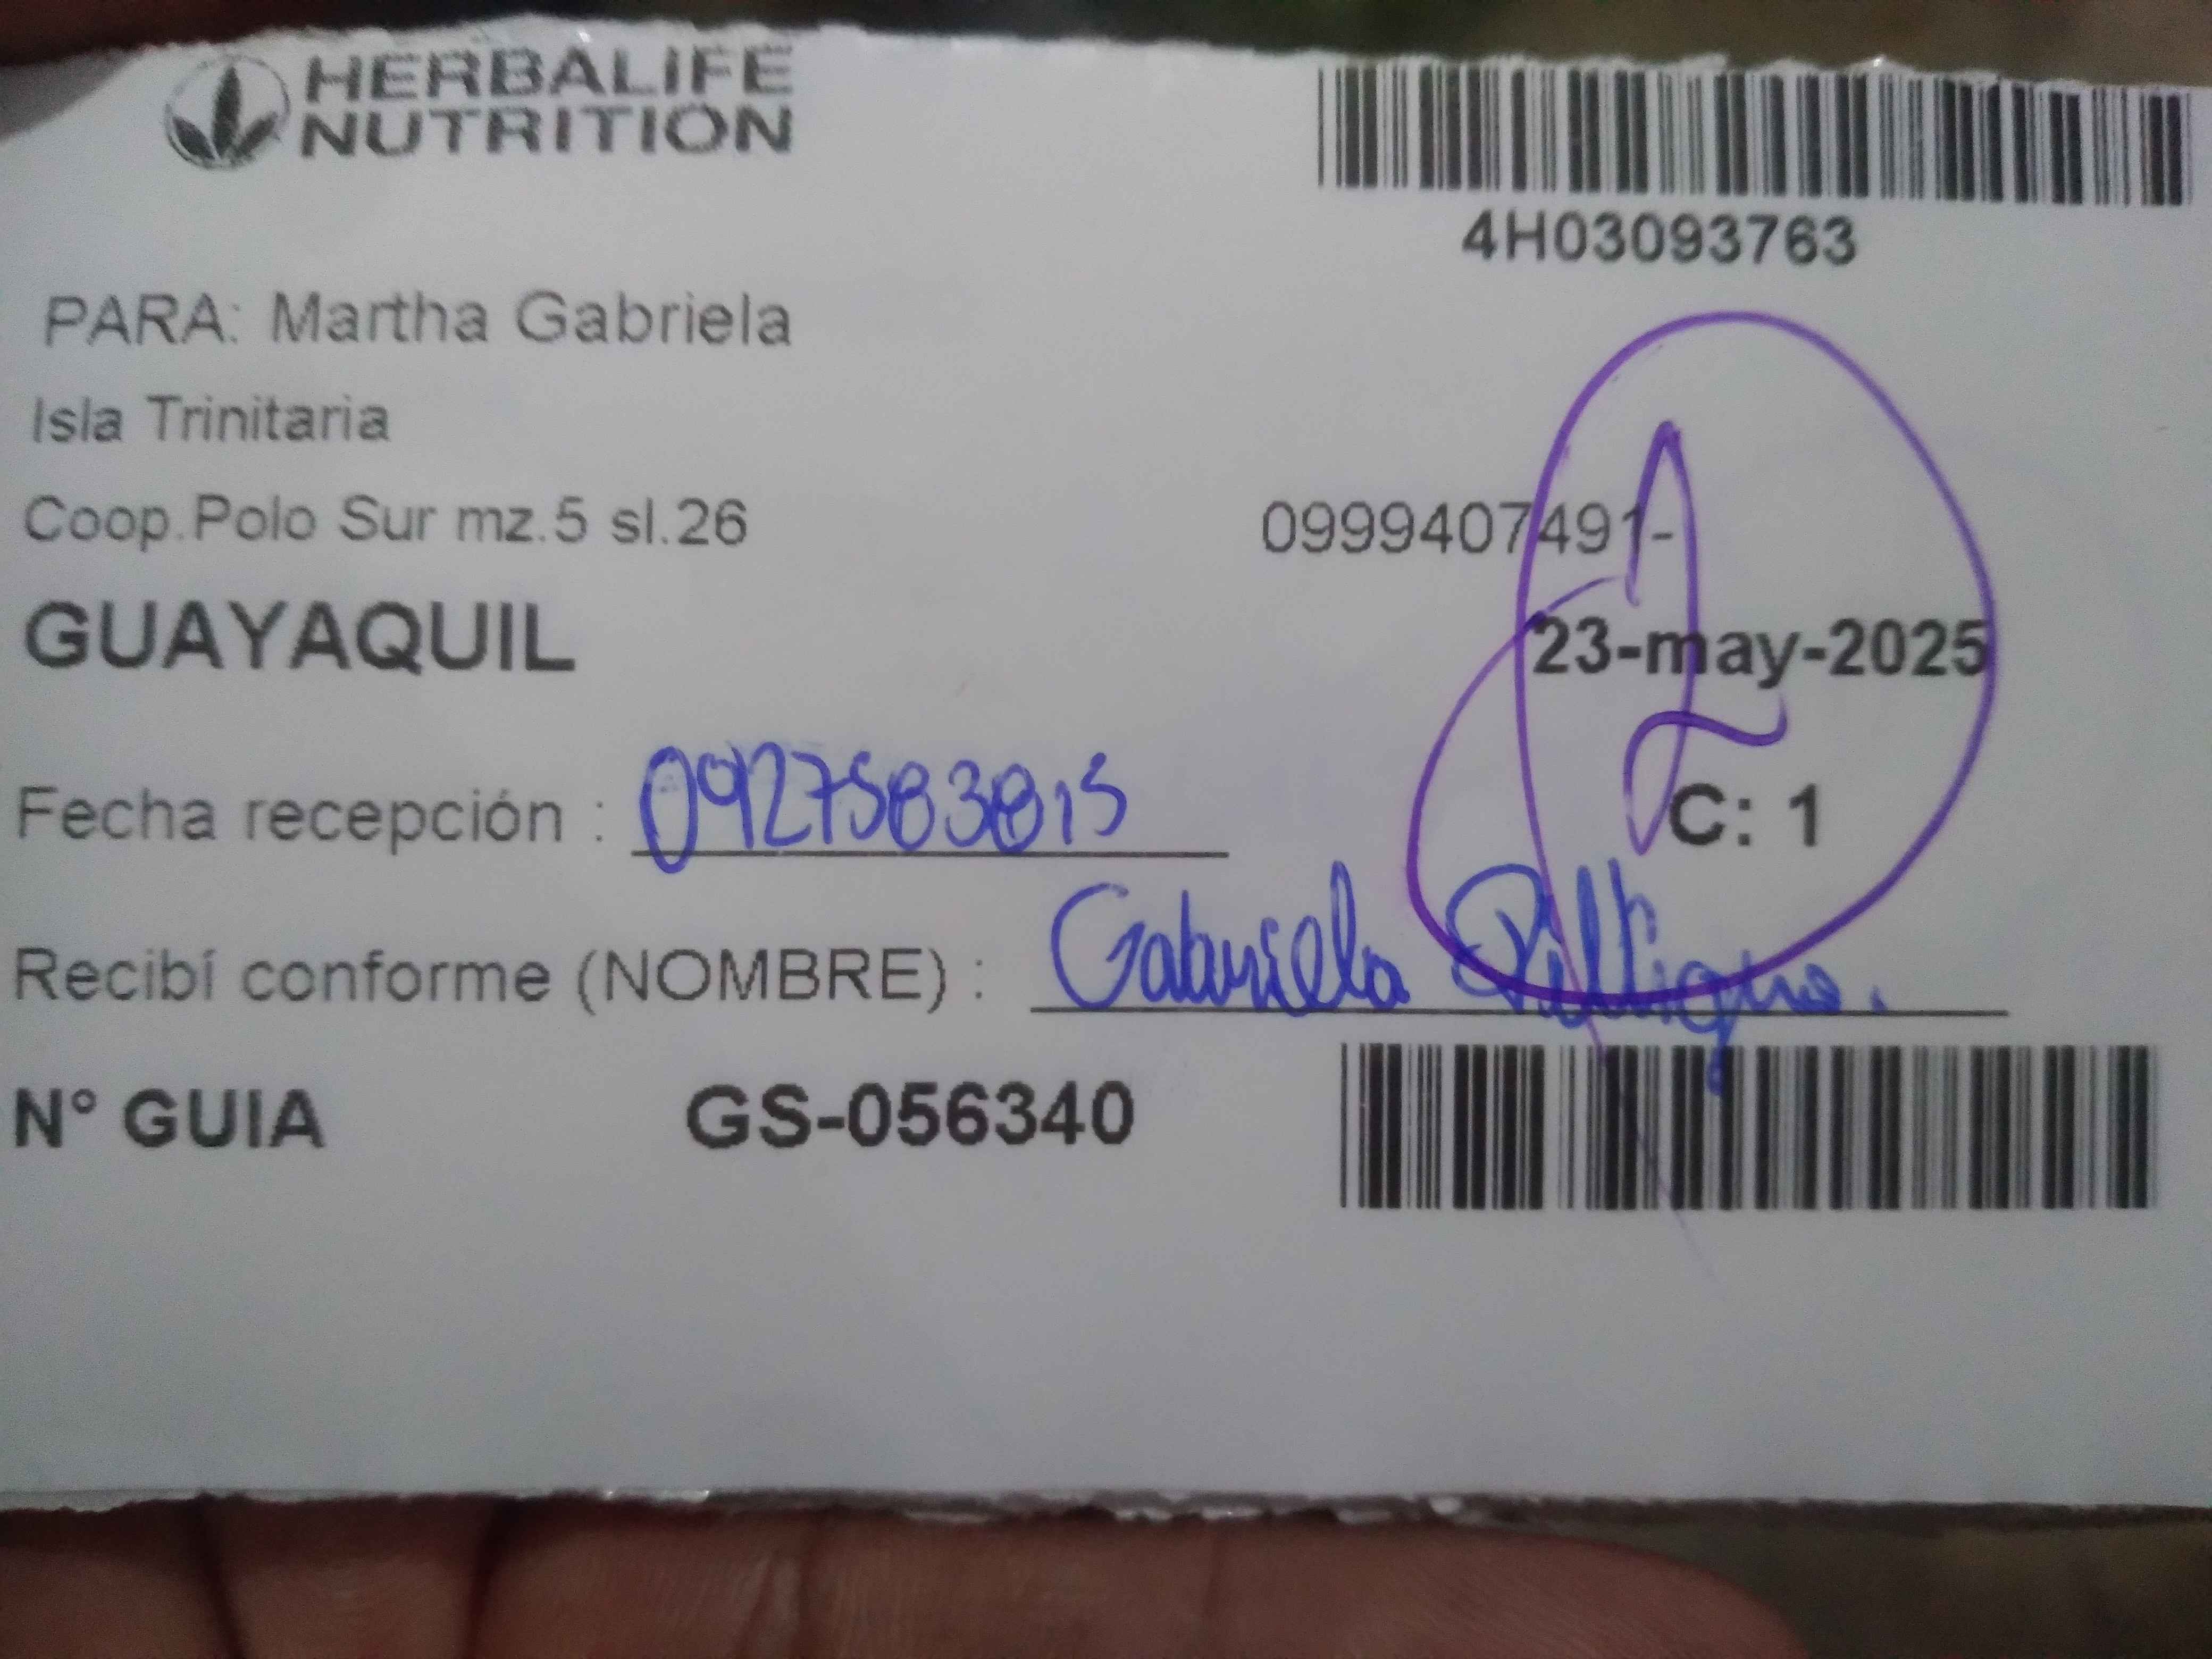 HERBALIFE
NUTRITION
4H03093763
PARA: Martha Gabriela
Isla Trinitaria
Coop.Polo Sur mz.5 sl.26 0999407491-
GUAYAQUIL 23-may-2025
C: 1
Fecha recepción : 0927583815
Recibí conforme (NOMBRE) : Gabriela
N° GUIA GS-056340